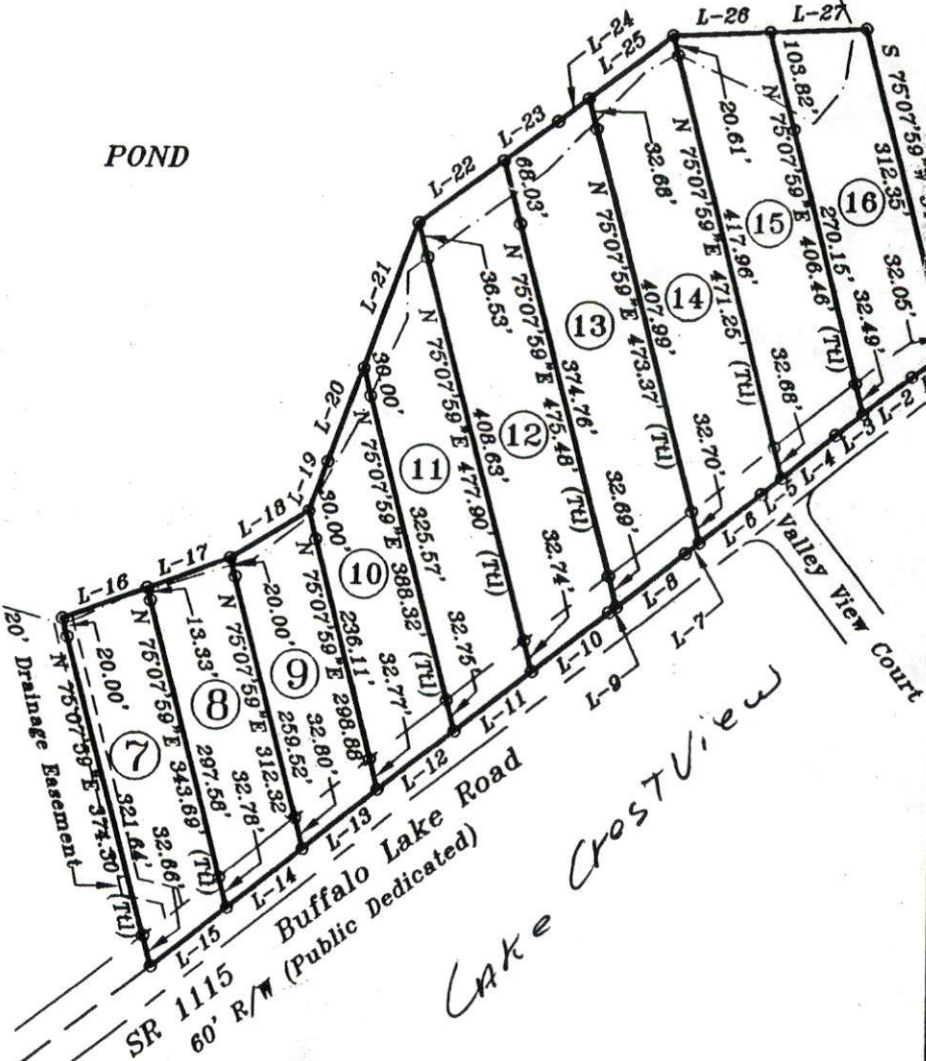 L-26
L-27
L-24
L-25
L-23
L-22
L-21
L-20
L-19
L-18
L-17
L-16
POND
20' Drainage Easement
N 75°07'59"E 374.30 (Ttl)
20.00'
321.64'
32.66'
7
N 75°07'59"E 343.69' (Ttl)
13.33'
297.58'
32.78'
8
N 75°07'59"E 312.32'
20.00'
259.52'
32.80'
9
N 75°07'59"E 298.88'
30.00'
236.11'
32.77'
10
N 75°07'59"E 388.32' (Ttl)
30.00'
325.57'
32.75'
11
N 75°07'59"E 477.90' (Ttl)
36.53'
408.63'
32.74'
12
N 75°07'59"E 475.48' (Ttl)
68.03'
374.76'
32.69'
13
N 75°07'59"E 473.37' (Ttl)
32.68'
407.99'
32.70'
14
N 75°07'59"E 471.25' (Ttl)
20.61'
417.96'
32.68'
15
N 75°07'59"E 406.46' (Ttl)
103.82'
270.15'
32.49'
16
S 75°07'59"W
312.35'
32.05'
L-2
L-3
L-4
L-5
L-6
L-7
L-8
L-9
L-10
L-11
L-12
L-13
L-14
L-15
Valley View Court
SR 1115 Buffalo Lake Road
60' R/W (Public Dedicated)
Lake Crost View